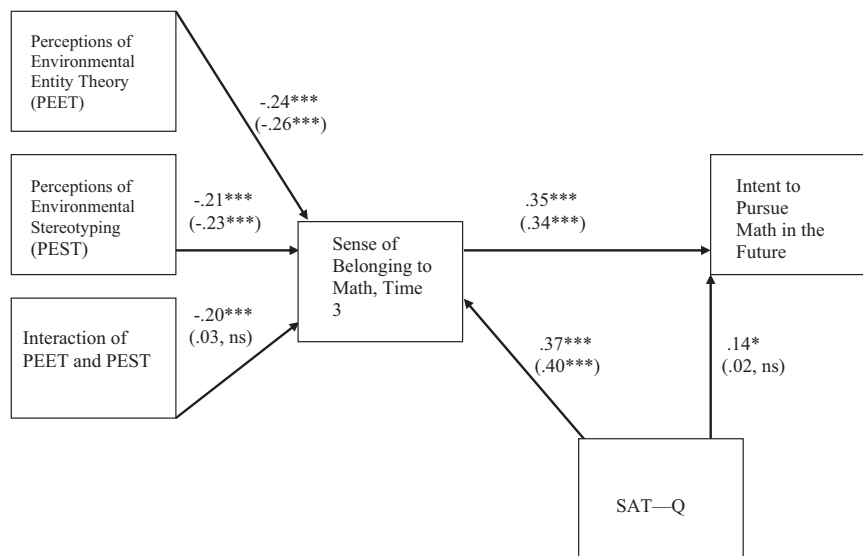 Perceptions of
Environmental
Entity Theory
(PEET)
-.24***
(-.26***)
Perceptions of
Environmental
Stereotyping
(PEST)
-.21***
(-.23***)
Sense of
Belonging to
Math, Time
3
.35***
(.34***)
Intent to
Pursue
Math in the
Future
Interaction of
PEET and PEST
-.20***
(.03, ns)
.37***
(.40***)
.14*
(.02, ns)
SAT—Q